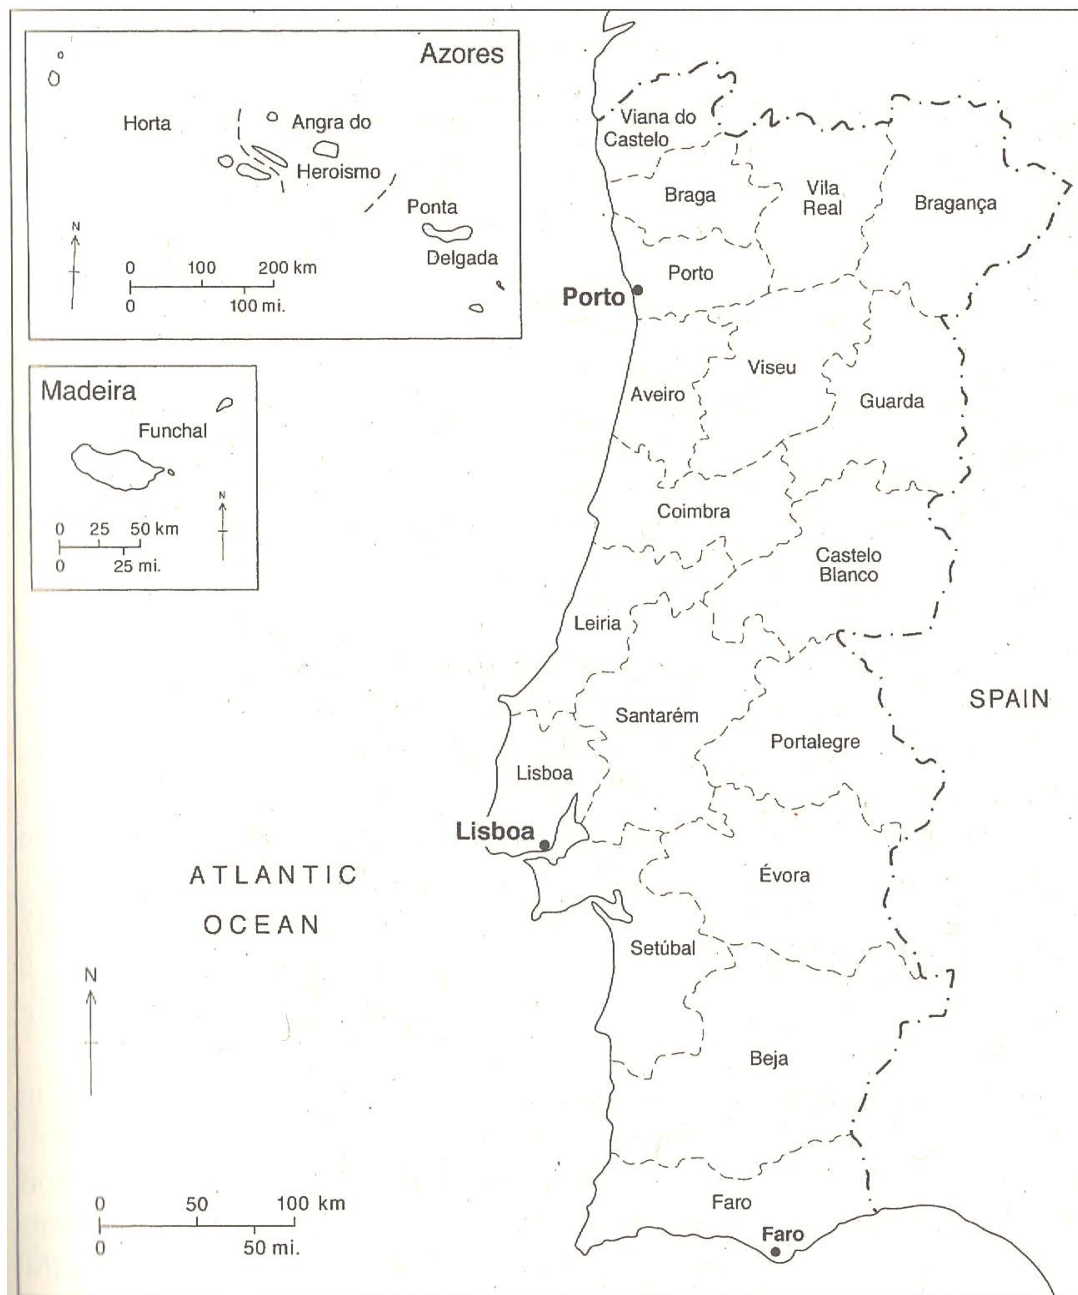 Azores
Horta
Angra do
Heroismo
Ponta
Delgada
N
0 100 200 km
0 100 mi.
Madeira
Funchal
N
0 25 50 km
0 25 mi.
Viana do
Castelo
Braga
Vila
Real
Bragança
Porto
Porto
Aveiro
Viseu
Guarda
Coimbra
Castelo
Blanco
Leiria
Santarém
SPAIN
Portalegre
Lisboa
Lisboa
ATLANTIC
OCEAN
Évora
Setúbal
N
Beja
0 50 100 km
0 50 mi.
Faro
Faro